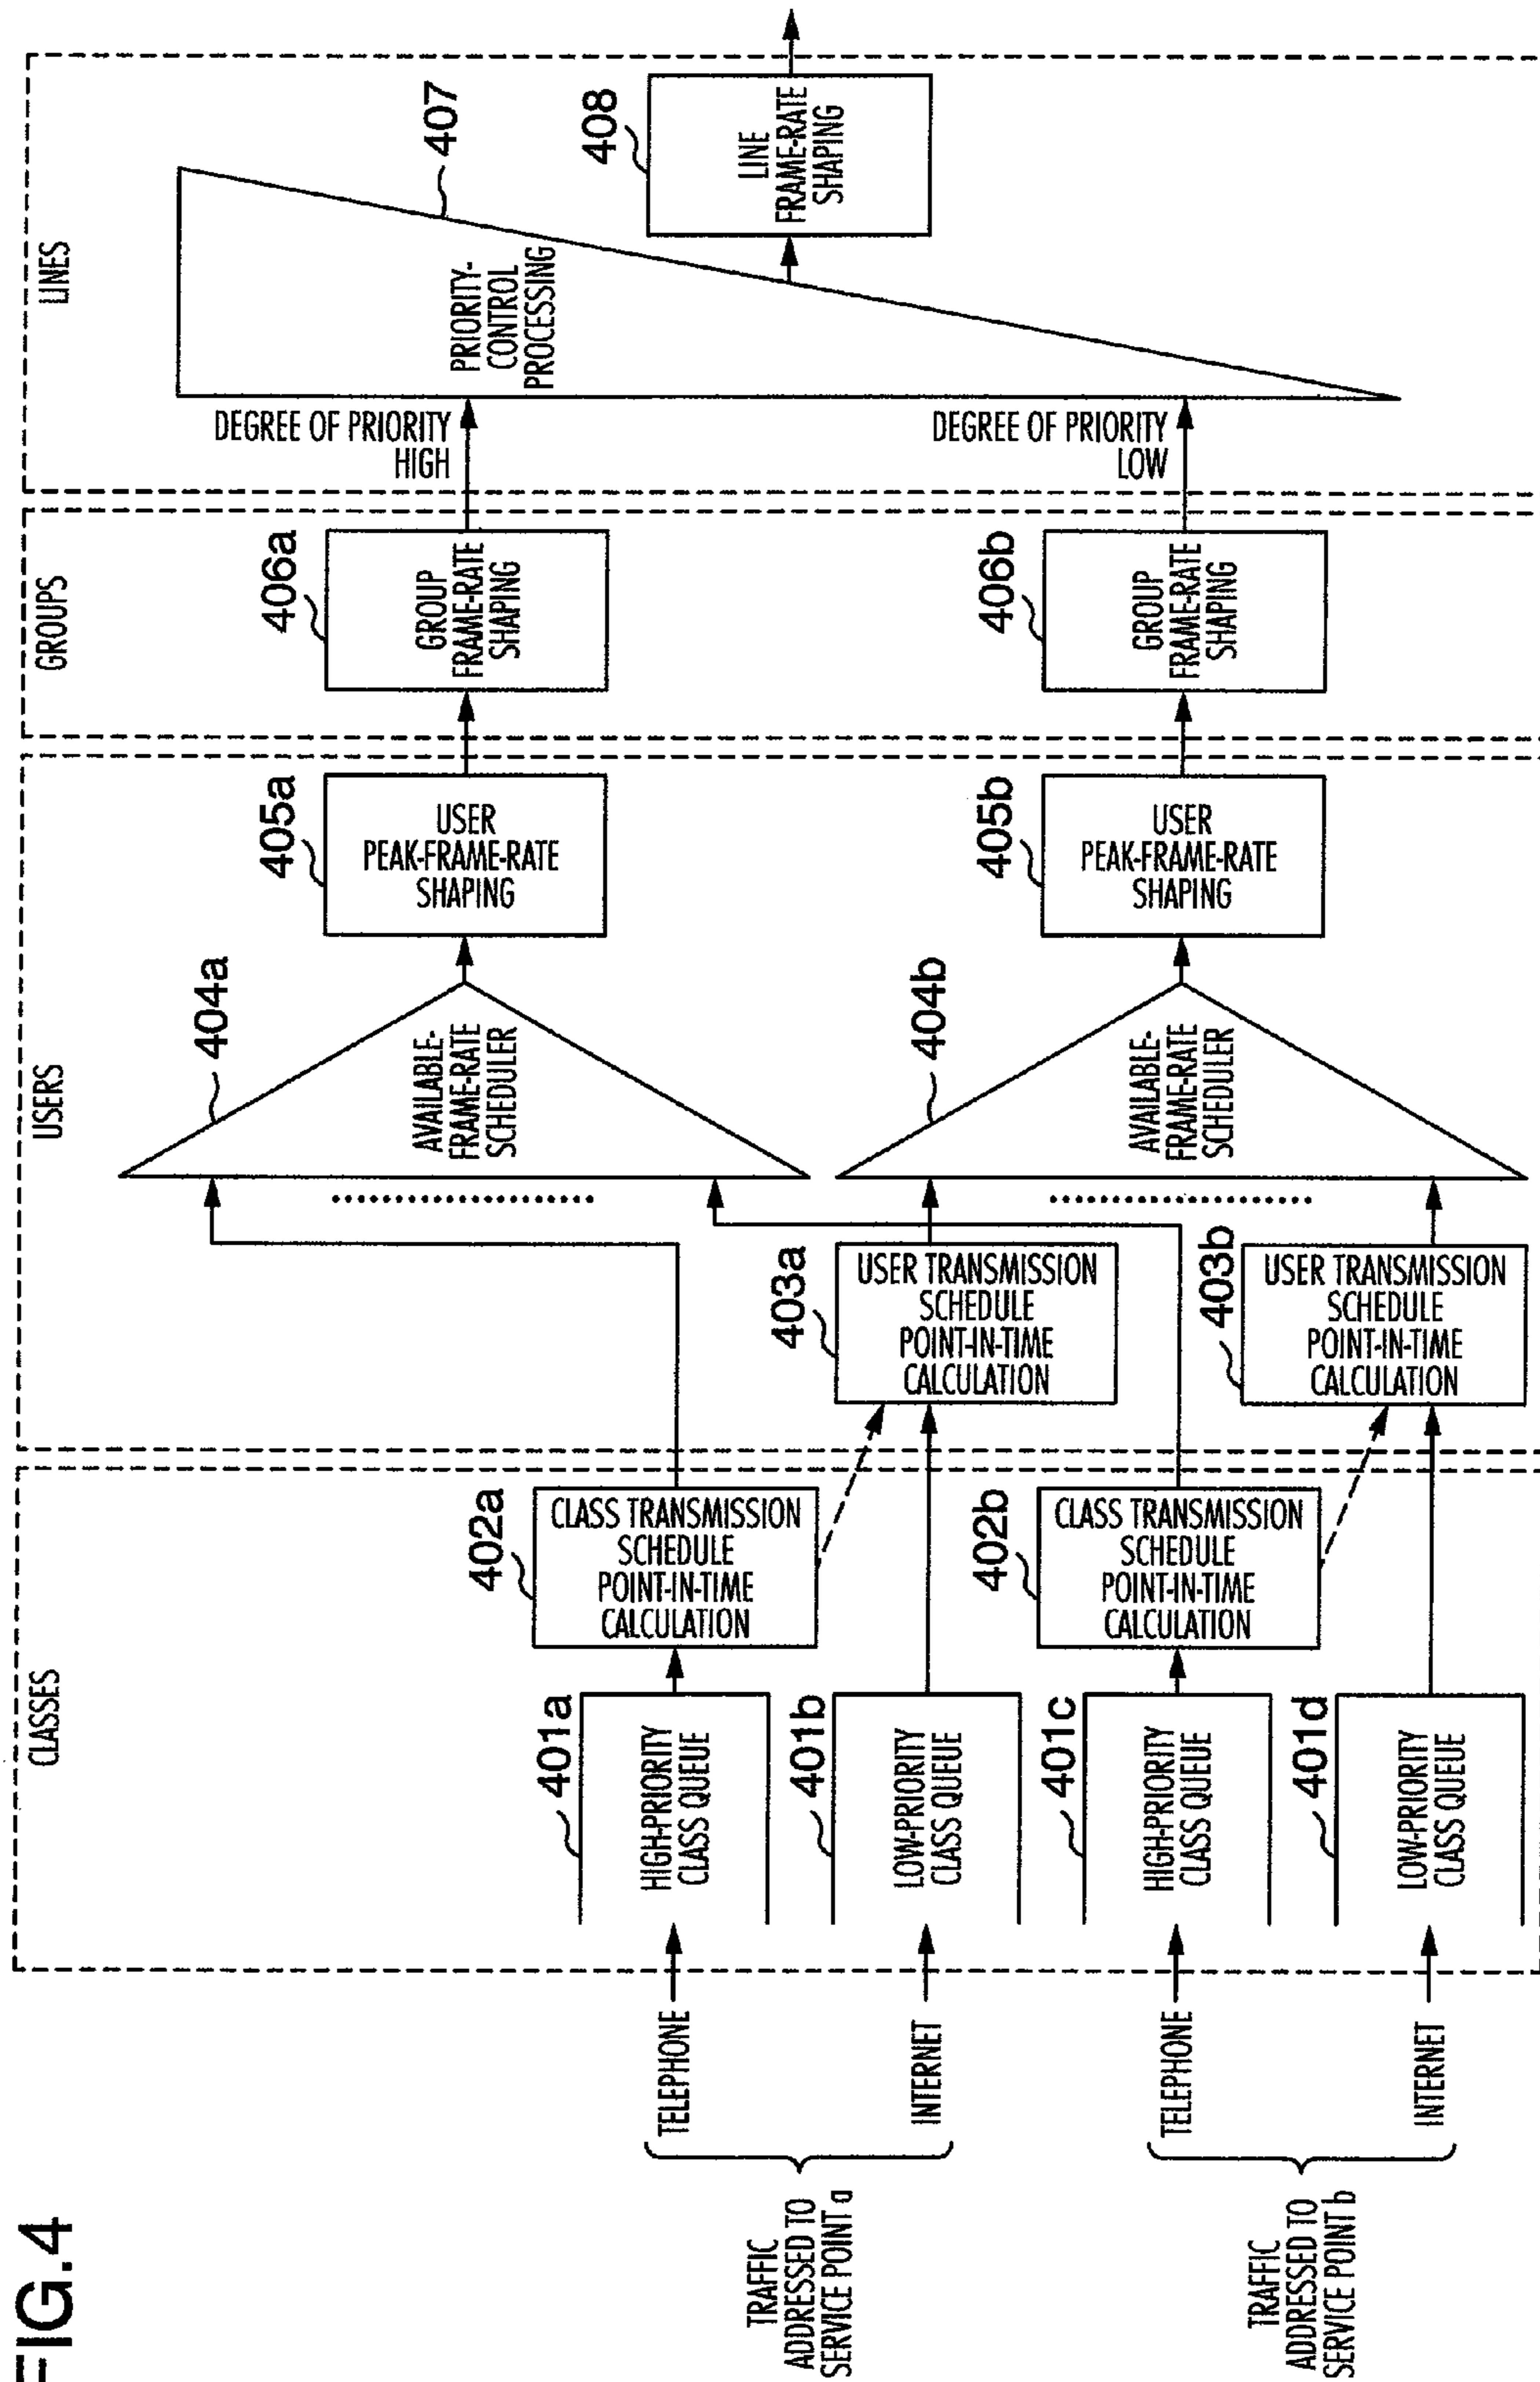 FIG.4
TRAFFIC
ADDRESSED TO
SERVICE POINT a
TELEPHONE
INTERNET
TRAFFIC
ADDRESSED TO
SERVICE POINT b
TELEPHONE
INTERNET
CLASSES
401a
HIGH-PRIORITY
CLASS QUEUE
401b
LOW-PRIORITY
CLASS QUEUE
401c
HIGH-PRIORITY
CLASS QUEUE
401d
LOW-PRIORITY
CLASS QUEUE
402a
CLASS TRANSMISSION
SCHEDULE
POINT-IN-TIME
CALCULATION
402b
CLASS TRANSMISSION
SCHEDULE
POINT-IN-TIME
CALCULATION
USERS
403a
USER TRANSMISSION
SCHEDULE
POINT-IN-TIME
CALCULATION
403b
USER TRANSMISSION
SCHEDULE
POINT-IN-TIME
CALCULATION
404a
AVAILABLE-
FRAME-RATE
SCHEDULER
404b
AVAILABLE-
FRAME-RATE
SCHEDULER
405a
USER
PEAK-FRAME-RATE
SHAPING
405b
USER
PEAK-FRAME-RATE
SHAPING
GROUPS
406a
GROUP
FRAME-RATE
SHAPING
406b
GROUP
FRAME-RATE
SHAPING
LINES
DEGREE OF PRIORITY
HIGH
DEGREE OF PRIORITY
LOW
PRIORITY-
CONTROL
PROCESSING
407
408
LINE
FRAME-RATE
SHAPING